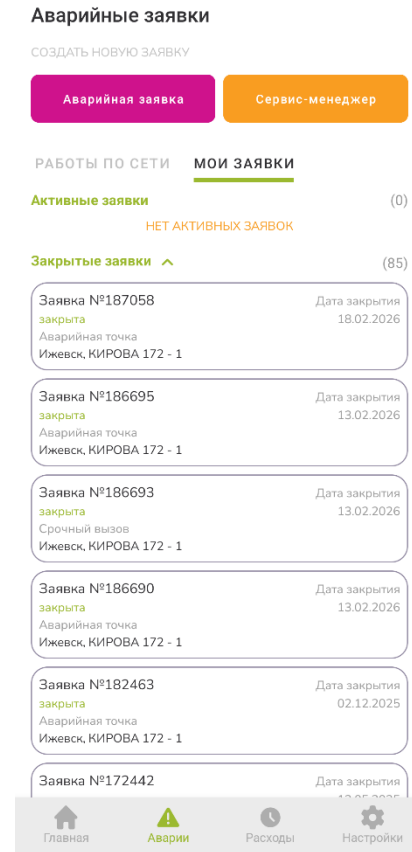 Аварийные заявки
СОЗДАТЬ НОВУЮ ЗАЯВКУ
Аварийная заявка
Сервис-менеджер
РАБОТЫ ПО СЕТИ
МОИ ЗАЯВКИ
Активные заявки (0)
НЕТ АКТИВНЫХ ЗАЯВОК
Закрытые заявки (85)
Заявка №187058 Дата закрытия
закрыта 18.02.2026
Аварийная точка
Ижевск, КИРОВА 172 - 1
Заявка №186695 Дата закрытия
закрыта 13.02.2026
Аварийная точка
Ижевск, КИРОВА 172 - 1
Заявка №186693 Дата закрытия
закрыта 13.02.2026
Срочный вызов
Ижевск, КИРОВА 172 - 1
Заявка №186690 Дата закрытия
закрыта 13.02.2026
Аварийная точка
Ижевск, КИРОВА 172 - 1
Заявка №182463 Дата закрытия
закрыта 02.12.2025
Аварийная точка
Ижевск, КИРОВА 172 - 1
Заявка №172442 Дата закрытия
Главная
Аварии
Расходы
Настройки